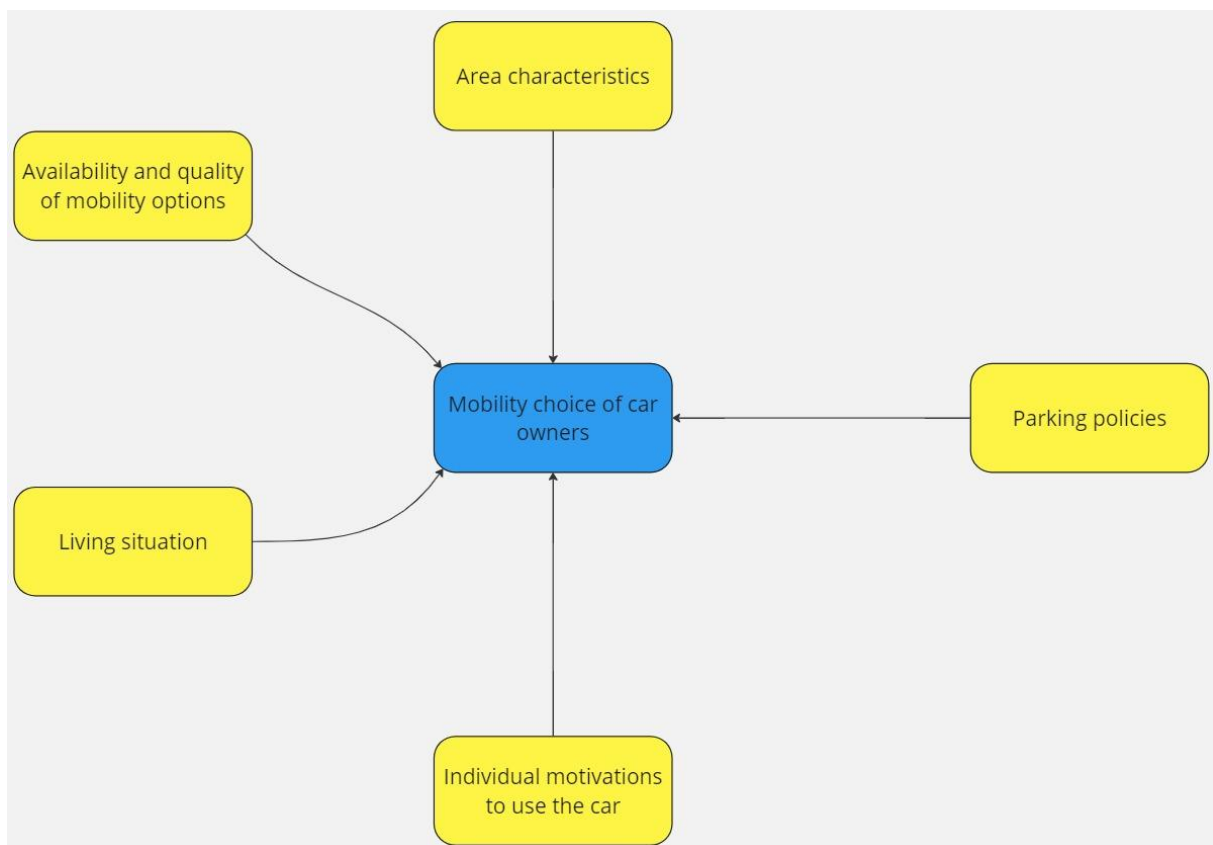 Area characteristics
Availability and quality
of mobility options
Mobility choice of car
owners
Parking policies
Living situation
Individual motivations
to use the car